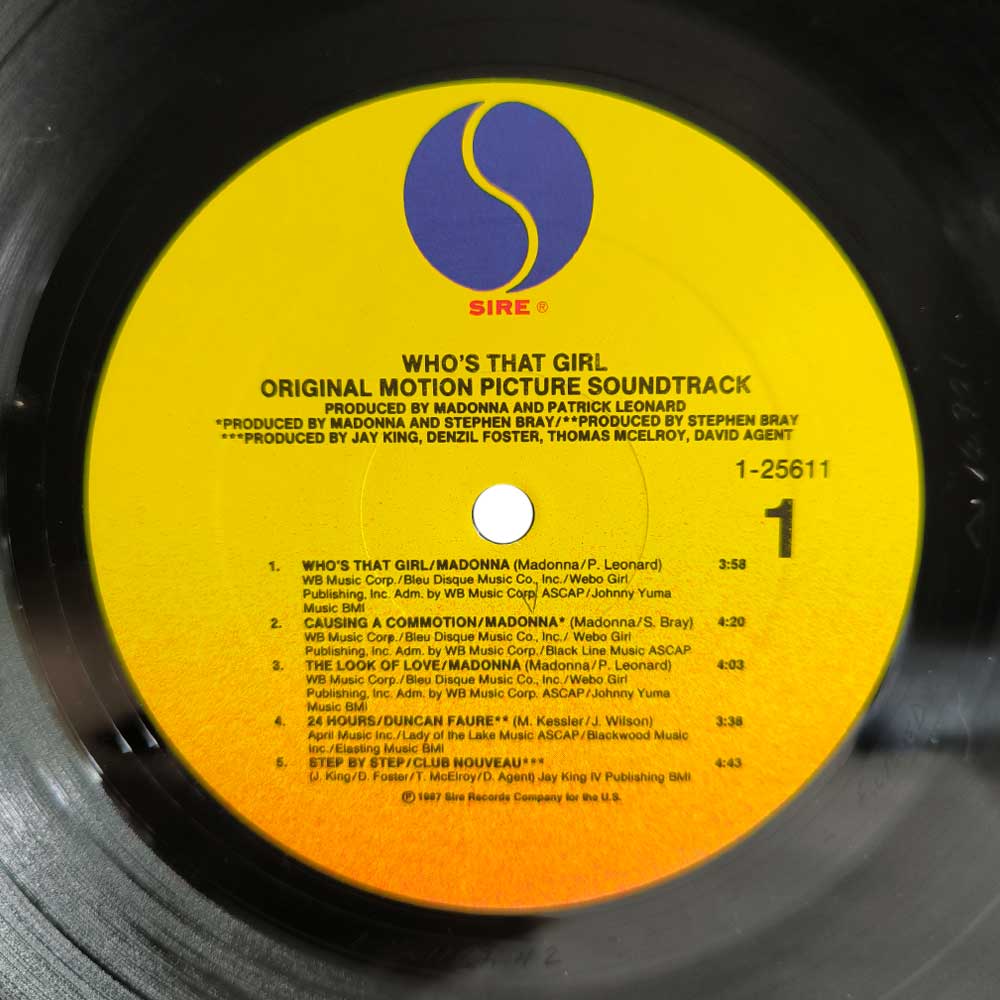 SIRE ®
WHO'S THAT GIRL
ORIGINAL MOTION PICTURE SOUNDTRACK
PRODUCED BY MADONNA AND PATRICK LEONARD
*PRODUCED BY MADONNA AND STEPHEN BRAY/**PRODUCED BY STEPHEN BRAY
***PRODUCED BY JAY KING, DENZIL FOSTER, THOMAS MCELROY, DAVID AGENT
1-25611
1
1. WHO'S THAT GIRL/MADONNA (Madonna/P. Leonard) 3:58
WB Music Corp./Bleu Disque Music Co., Inc./Webo Girl
Publishing, Inc. Adm. by WB Music Corp. ASCAP/Johnny Yuma
Music BMI
2. CAUSING A COMMOTION/MADONNA* (Madonna/S. Bray) 4:20
WB Music Corp./Bleu Disque Music Co., Inc./ Webo Girl
Publishing, Inc. Adm. by WB Music Corp./Black Line Music ASCAP
3. THE LOOK OF LOVE/MADONNA (Madonna/P. Leonard) 4:03
WB Music Corp./Bleu Disque Music Co., Inc./Webo Girl
Publishing, Inc. Adm. by WB Music Corp. ASCAP/Johnny Yuma
Music BMI
4. 24 HOURS/DUNCAN FAURE** (M. Kessler/J. Wilson) 3:38
April Music Inc./Lady of the Lake Music ASCAP/Blackwood Music
Inc./Elasting Music BMI
5. STEP BY STEP/CLUB NOUVEAU*** 4:43
(J. King/D. Foster/T. McElroy/D. Agent) Jay King IV Publishing BMI
℗ 1987 Sire Records Company for the U.S.